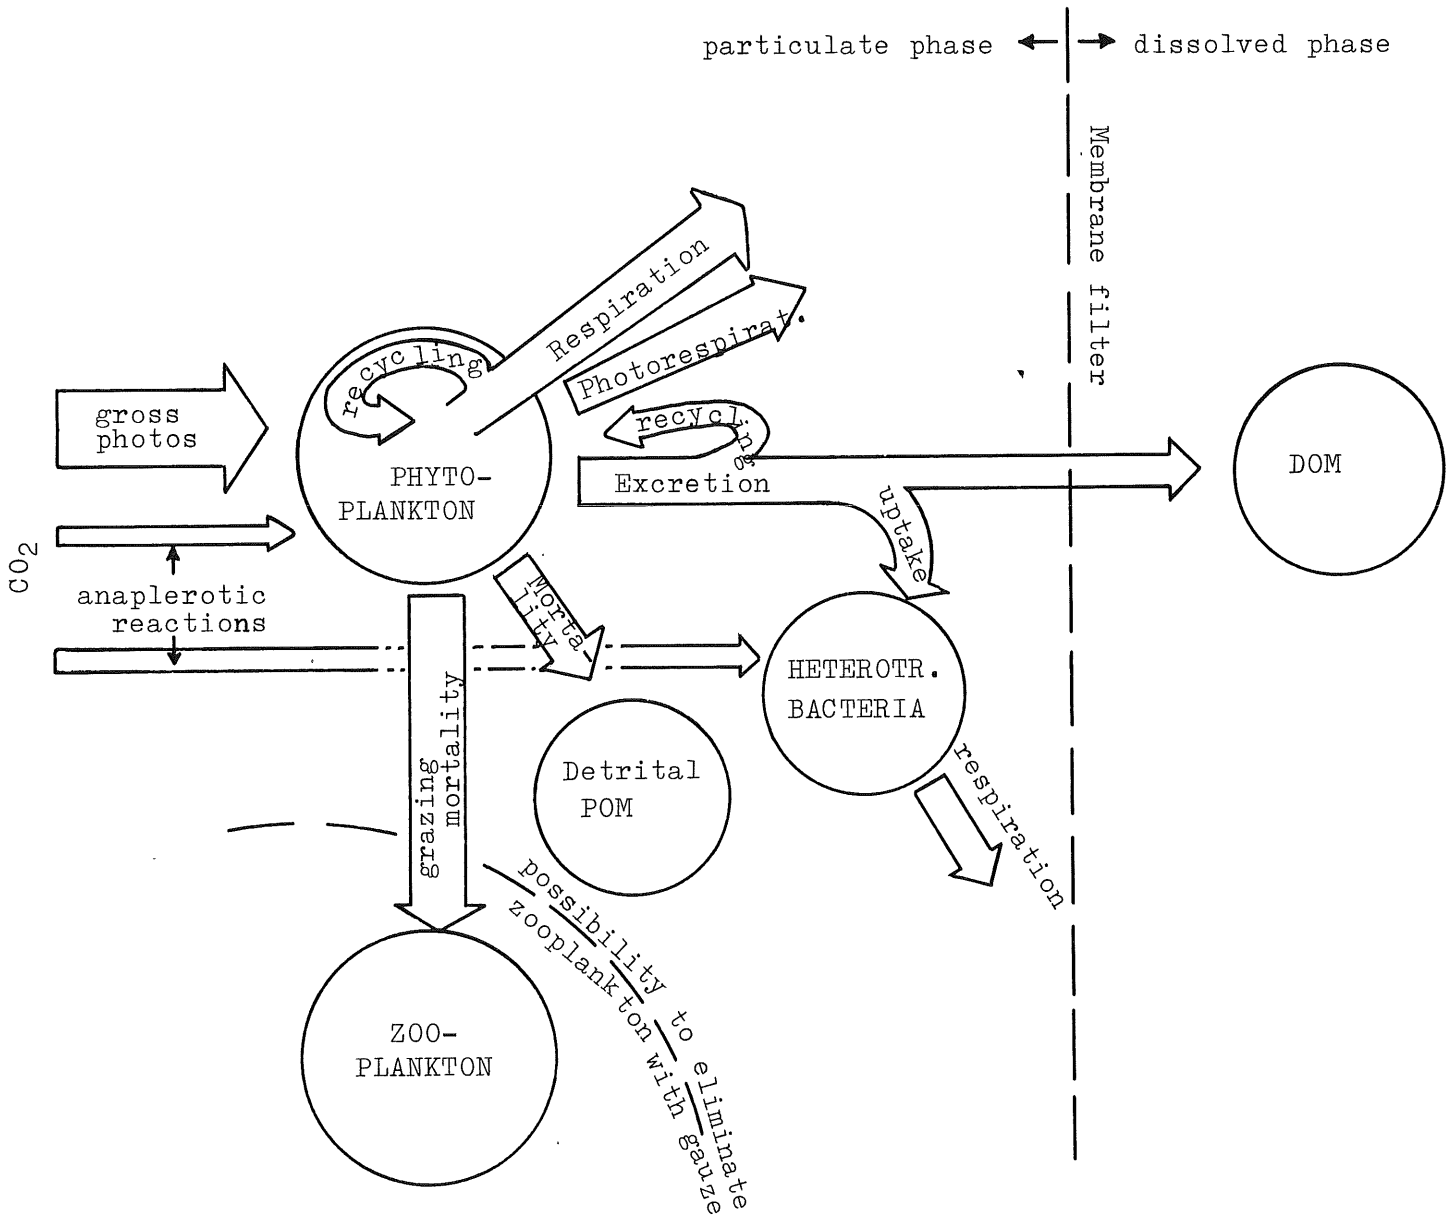 particulate phase
dissolved phase
Membrane filter
Respiration
Photorespirat.
recycling
recycling
gross
photos
PHYTO-
PLANKTON
Excretion
DOM
uptake
CO2
anaplerotic
reactions
Morta-
lity
HETEROTR.
BACTERIA
grazing
mortality
Detrital
POM
respiration
possibility to eliminate
zooplankton with gauze
ZOO-
PLANKTON